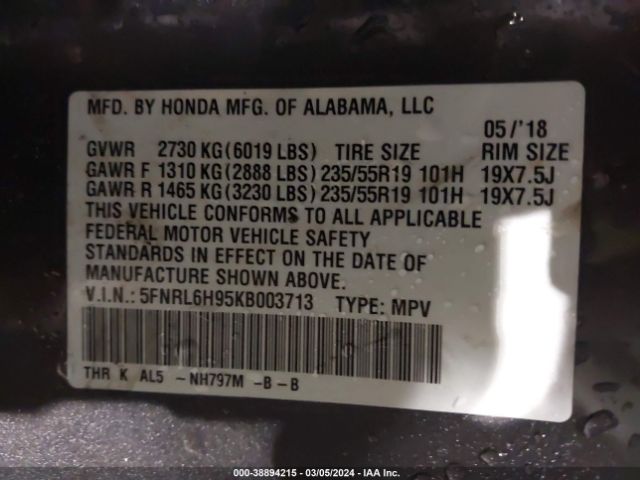 MFD. BY HONDA MFG. OF ALABAMA, LLC
05/'18
GVWR 2730 KG(6019 LBS) TIRE SIZE RIM SIZE
GAWR F 1310 KG(2888 LBS)235/55R19 101H 19X7.5J
GAWR R 1465 KG(3230 LBS)235/55R19 101H 19X7.5J
THIS VEHICLE CONFORMS TO ALL APPLICABLE
FEDERAL MOTOR VEHICLE SAFETY
STANDARDS IN EFFECT ON THE DATE OF
MANUFACTURE SHOWN ABOVE.
V.I.N.: 5FNRL6H95KB003713 TYPE: MPV
THR K AL5 -NH797M -B-B
000-38894215 - 03/05/2024 - IAA Inc.